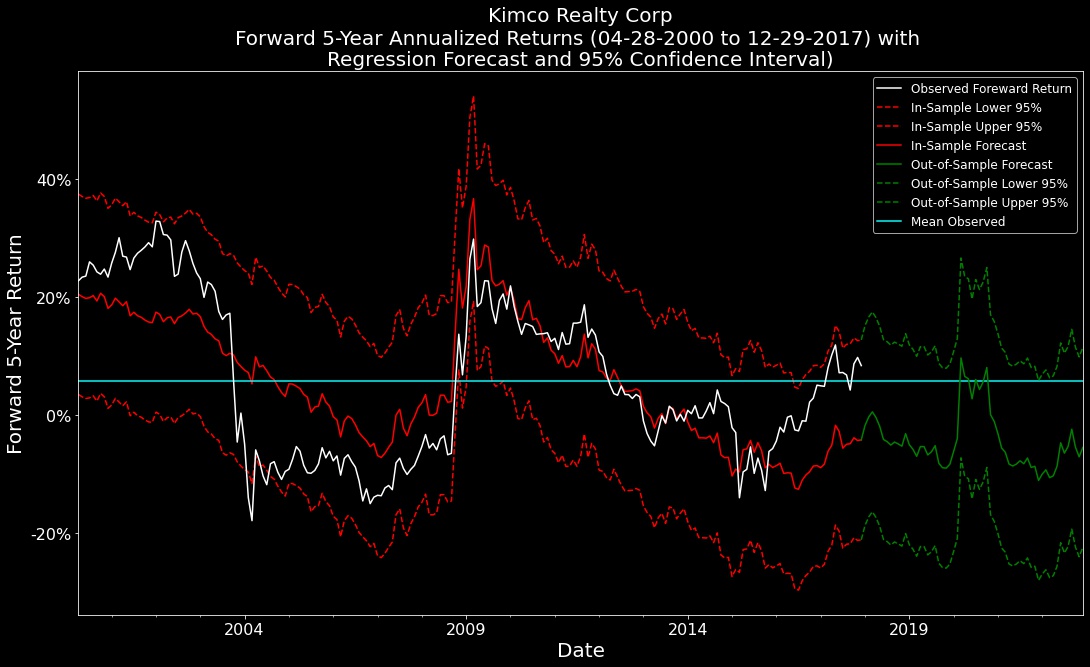 Kimco Realty Corp
Forward 5-Year Annualized Returns (04-28-2000 to 12-29-2017) with
Regression Forecast and 95% Confidence Interval)
Observed Foreward Return
In-Sample Lower 95%
In-Sample Upper 95%
In-Sample Forecast
Out-of-Sample Forecast
Out-of-Sample Lower 95%
Out-of-Sample Upper 95%
Mean Observed
Forward 5-Year Return
40%
20%
0%
-20%
2004
2009
2014
2019
Date